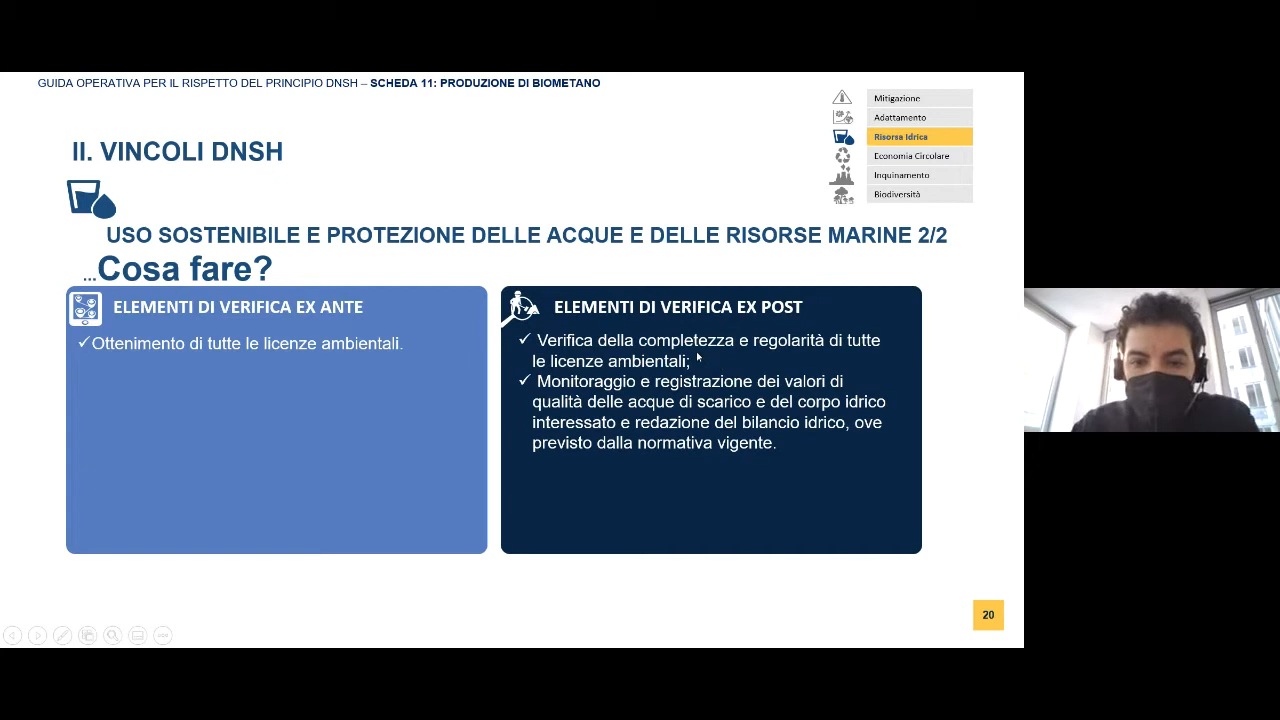 GUIDA OPERATIVA PER IL RISPETTO DEL PRINCIPIO DNSH – SCHEDA 11: PRODUZIONE DI BIOMETANO
Mitigazione
Adattamento
Risorsa Idrica
Economia Circolare
Inquinamento
Biodiversità
II. VINCOLI DNSH
USO SOSTENIBILE E PROTEZIONE DELLE ACQUE E DELLE RISORSE MARINE 2/2
...Cosa fare?
ELEMENTI DI VERIFICA EX ANTE
✓Ottenimento di tutte le licenze ambientali.
ELEMENTI DI VERIFICA EX POST
✓ Verifica della completezza e regolarità di tutte
le licenze ambientali;
✓ Monitoraggio e registrazione dei valori di
qualità delle acque di scarico e del corpo idrico
interessato e redazione del bilancio idrico, ove
previsto dalla normativa vigente.
20